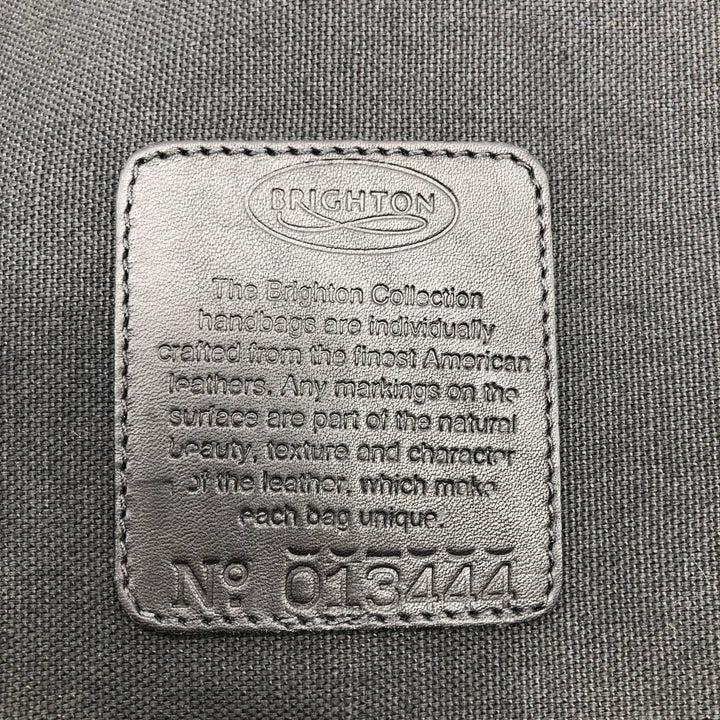 BRIGHTON
The Brighton Collection
handbags are individually
crafted from the finest American
leathers. Any markings on the
surface are part of the natural
beauty, texture and character
of the leather, which make
each bag unique.
Nº. 013444